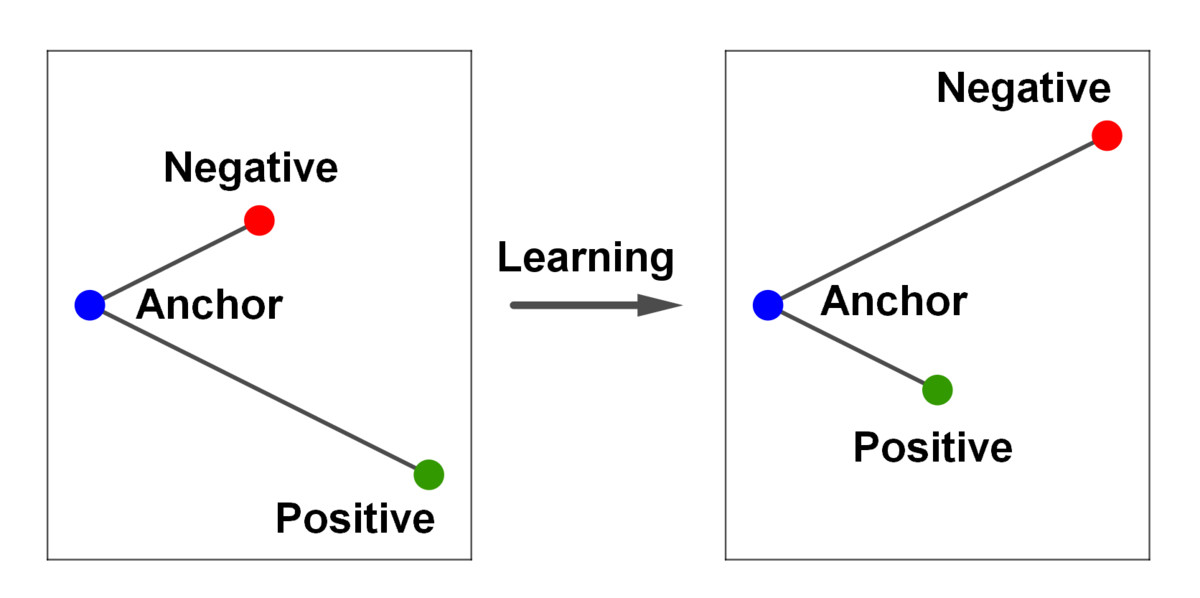 Negative
Anchor
Positive
Learning
Negative
Anchor
Positive